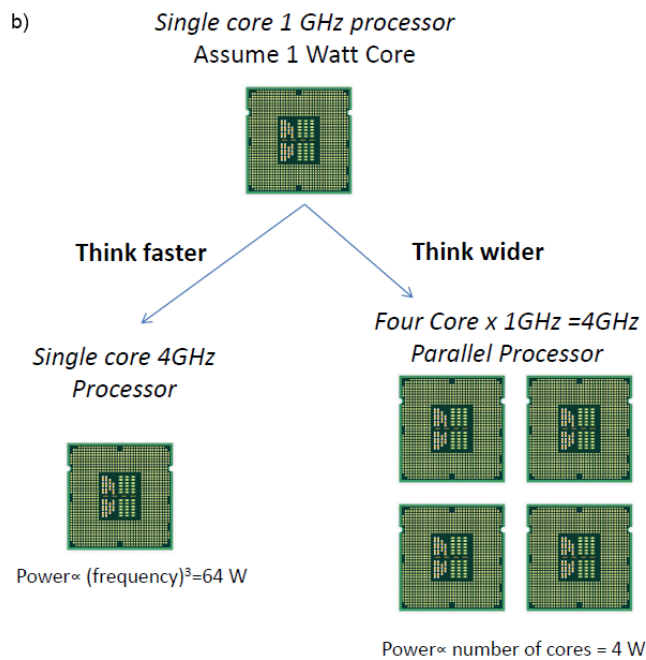 b)
Single core 1 GHz processor
Assume 1 Watt Core
Think faster
Think wider
Single core 4GHz
Processor
Four Core x 1GHz =4GHz
Parallel Processor
Power∝ (frequency)³=64 W
Power∝ number of cores = 4 W